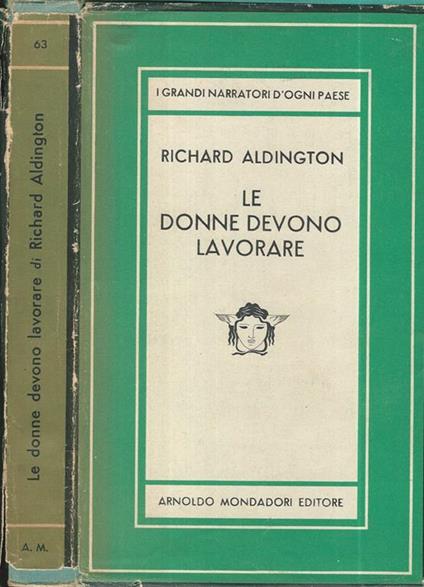 63
Le donne devono lavorare di Richard Aldington
A. M.
I GRANDI NARRATORI D'OGNI PAESE
RICHARD ALDINGTON
LE
DONNE DEVONO
LAVORARE
ARNOLDO MONDADORI EDITORE